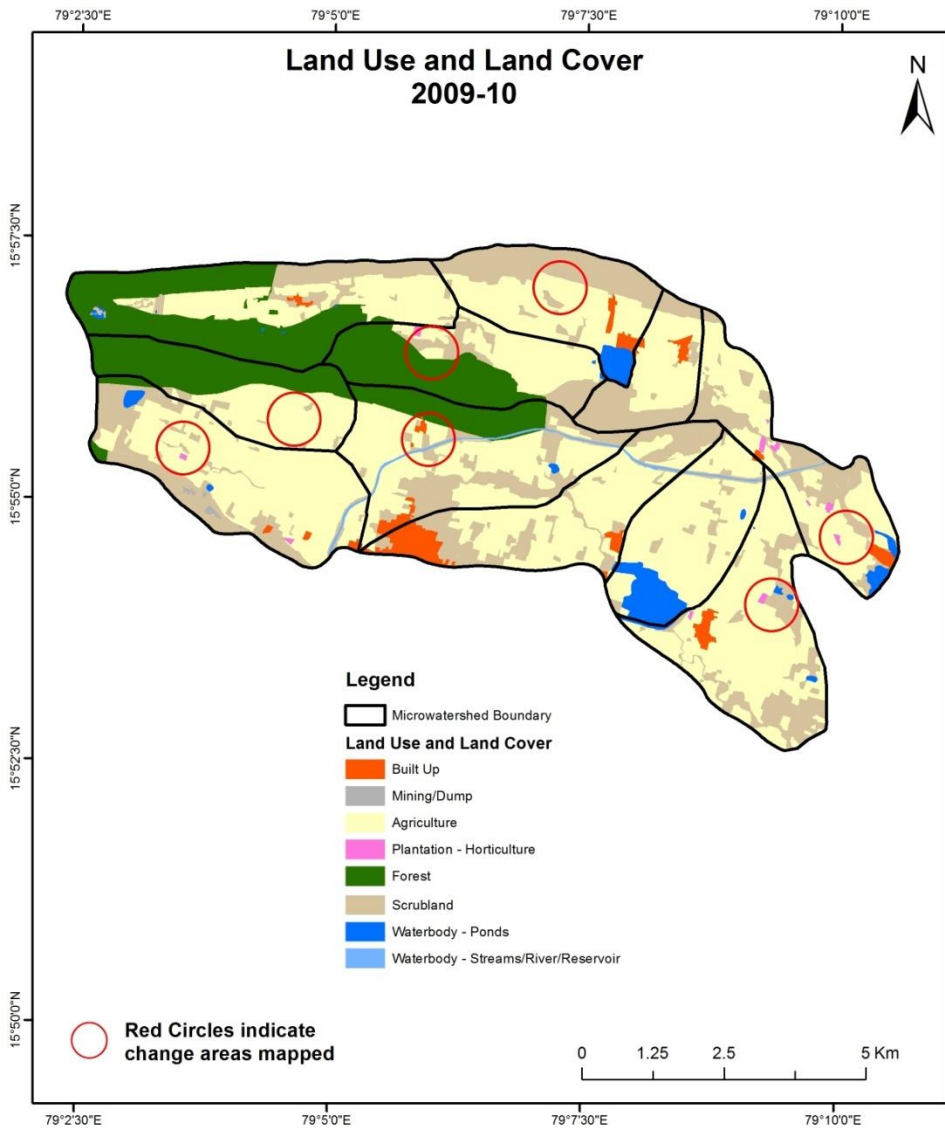 79°2'30"E 79°5'0"E 79°7'30"E 79°10'0"E
Land Use and Land Cover
2009-10
N
15°57'30"N
15°55'0"N
15°52'30"N
15°50'0"N
Legend
Microwatershed Boundary
Land Use and Land Cover
Built Up
Mining/Dump
Agriculture
Plantation - Horticulture
Forest
Scrubland
Waterbody - Ponds
Waterbody - Streams/River/Reservoir
Red Circles indicate
change areas mapped
0 1.25 2.5 5 Km
79°2'30"E 79°5'0"E 79°7'30"E 79°10'0"E